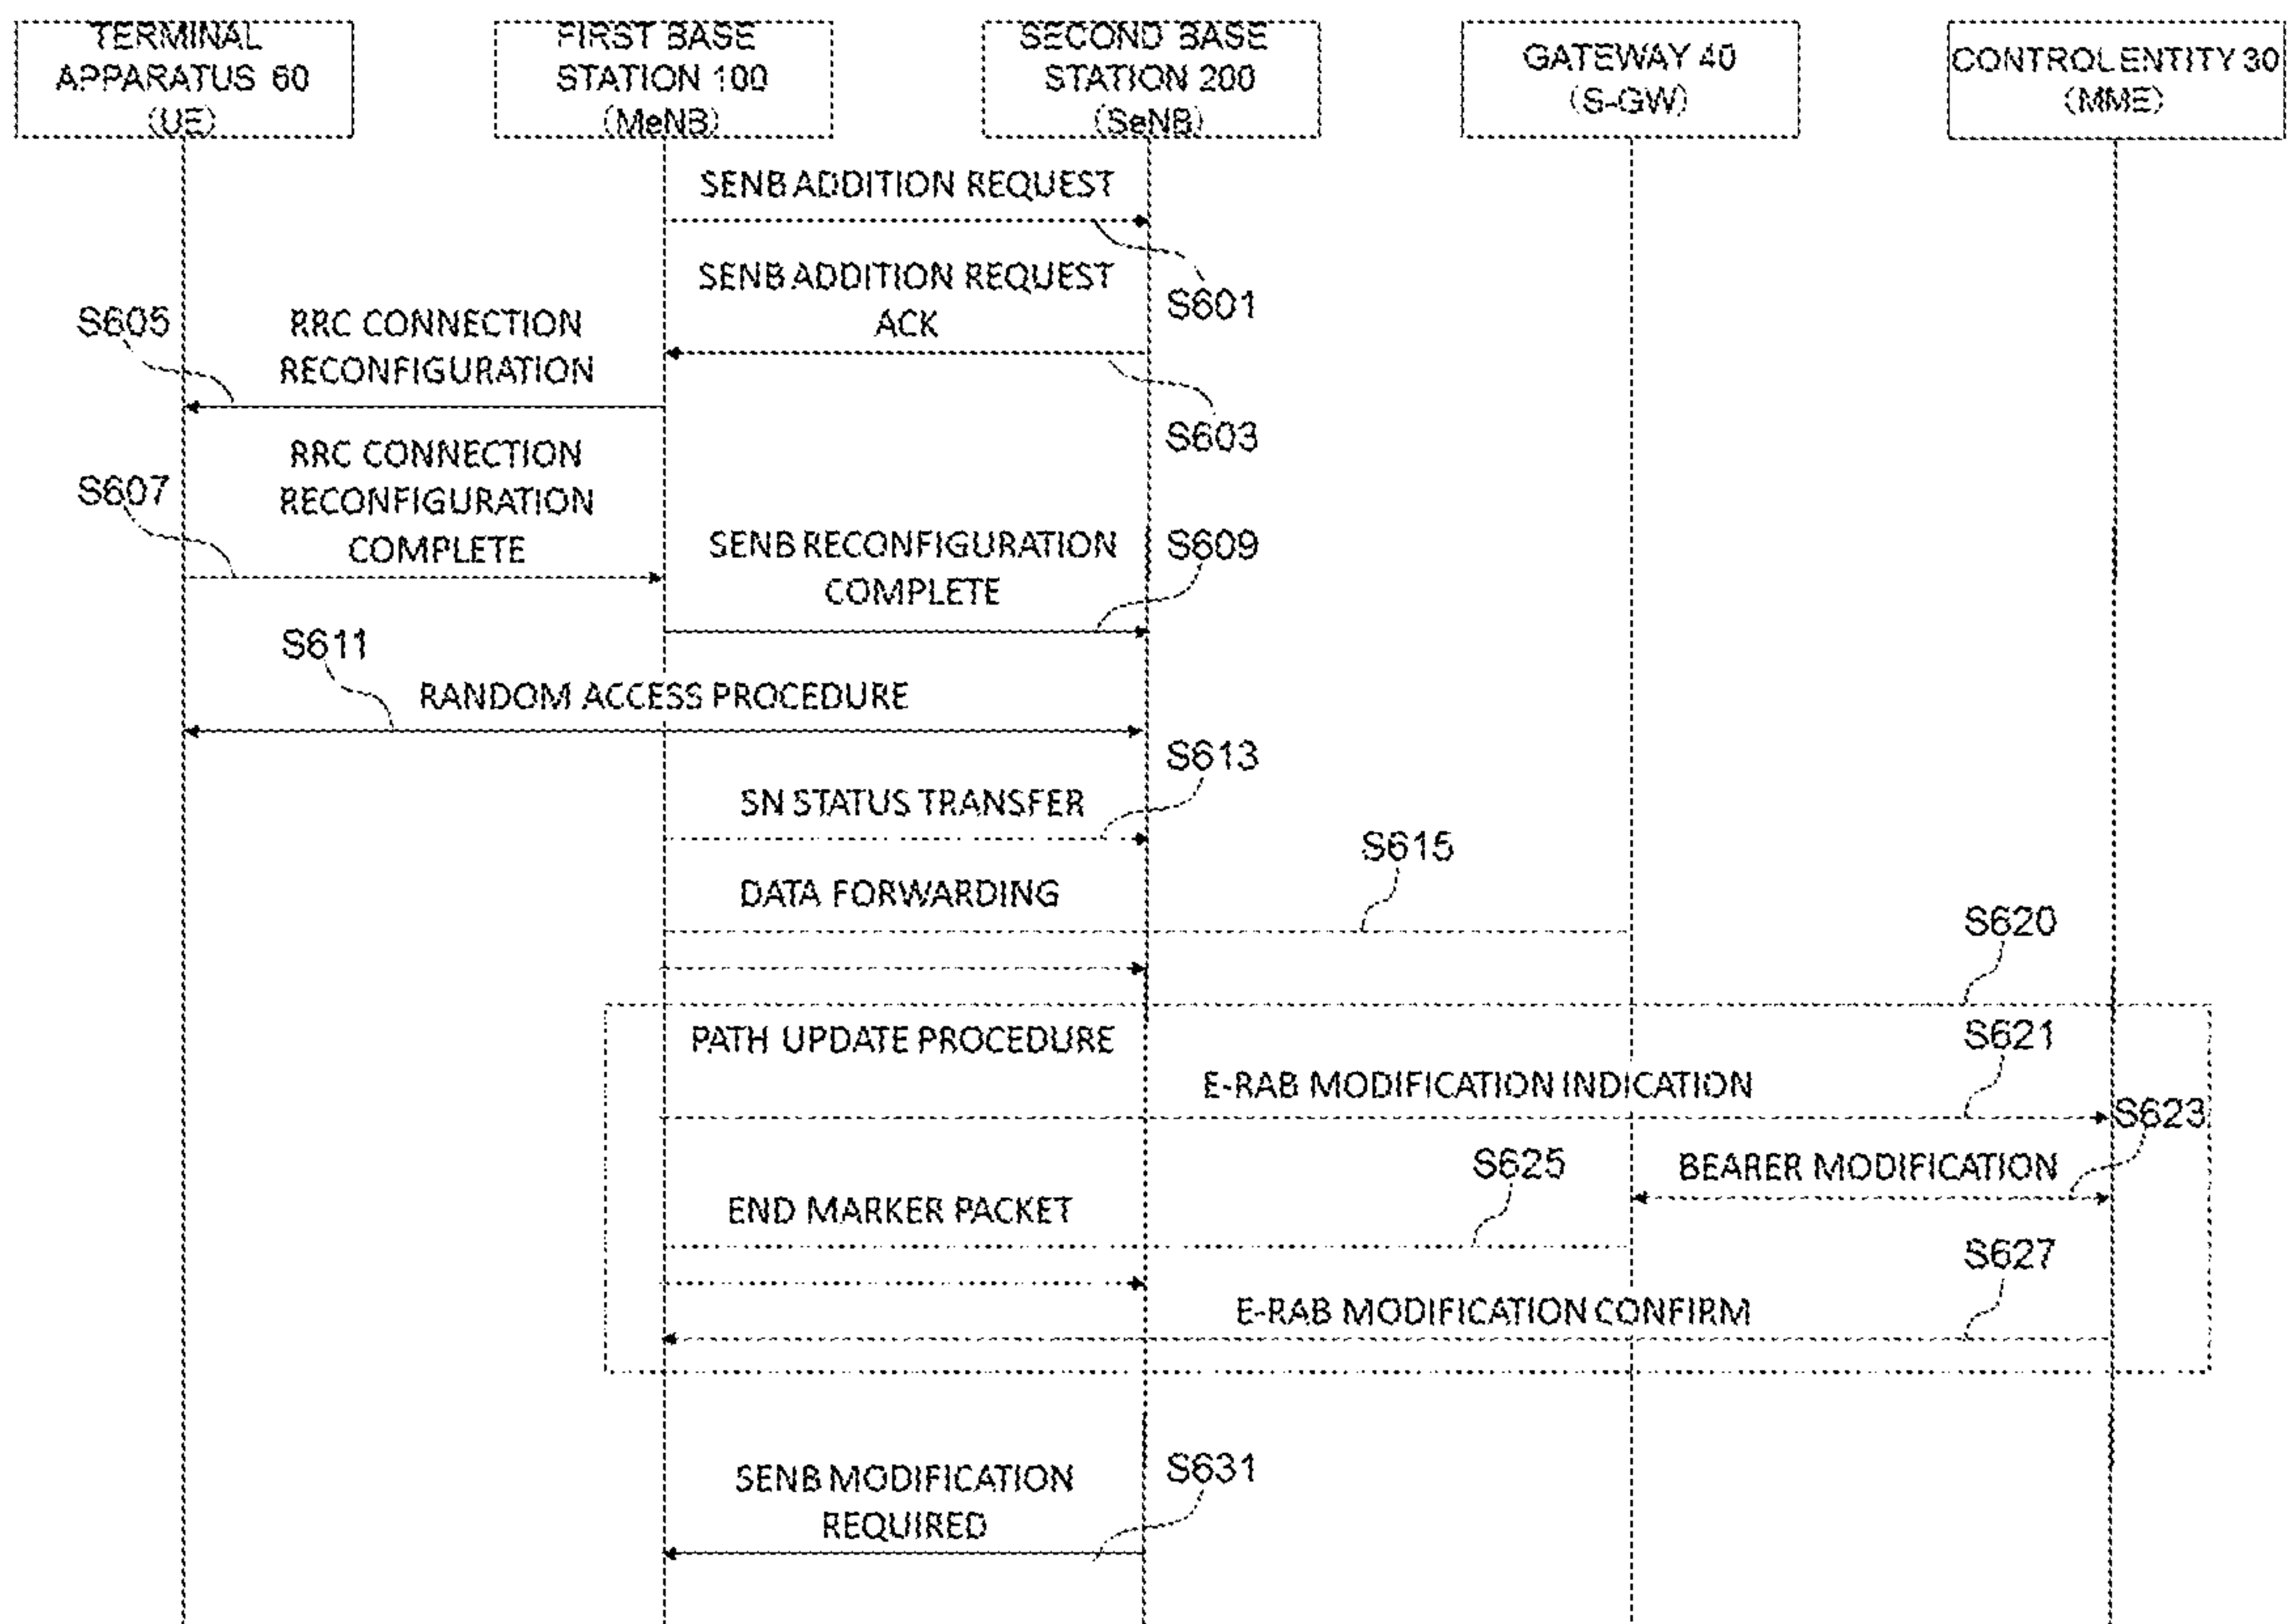 TERMINAL
APPARATUS 60
(UE)
FIRST BASE
STATION 100
(MeNB)
SECOND BASE
STATION 200
(SeNB)
GATEWAY 40
(S-GW)
CONTROL ENTITY 30
(MME)
SENB ADDITION REQUEST
S601
SENB ADDITION REQUEST
ACK
S603
S605
RRC CONNECTION
RECONFIGURATION
S607
RRC CONNECTION
RECONFIGURATION
COMPLETE
SENB RECONFIGURATION
COMPLETE
S609
S611
RANDOM ACCESS PROCEDURE
S613
SN STATUS TRANSFER
S615
DATA FORWARDING
S620
PATH UPDATE PROCEDURE
S621
E-RAB MODIFICATION INDICATION
S623
BEARER MODIFICATION
S625
END MARKER PACKET
S627
E-RAB MODIFICATION CONFIRM
SENB MODIFICATION
REQUIRED
S631